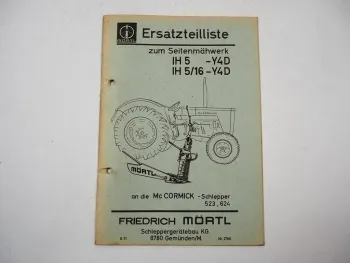 MÖRTL
Ersatzteilliste
zum Seitenmähwerk
IH 5 -Y4D
IH 5/16 -Y4D
MÖRTL
an die Mc CORMICK - Schlepper
523, 624
FRIEDRICH MÖRTL
Schleppergerätebau KG
8780 Gemünden/M.